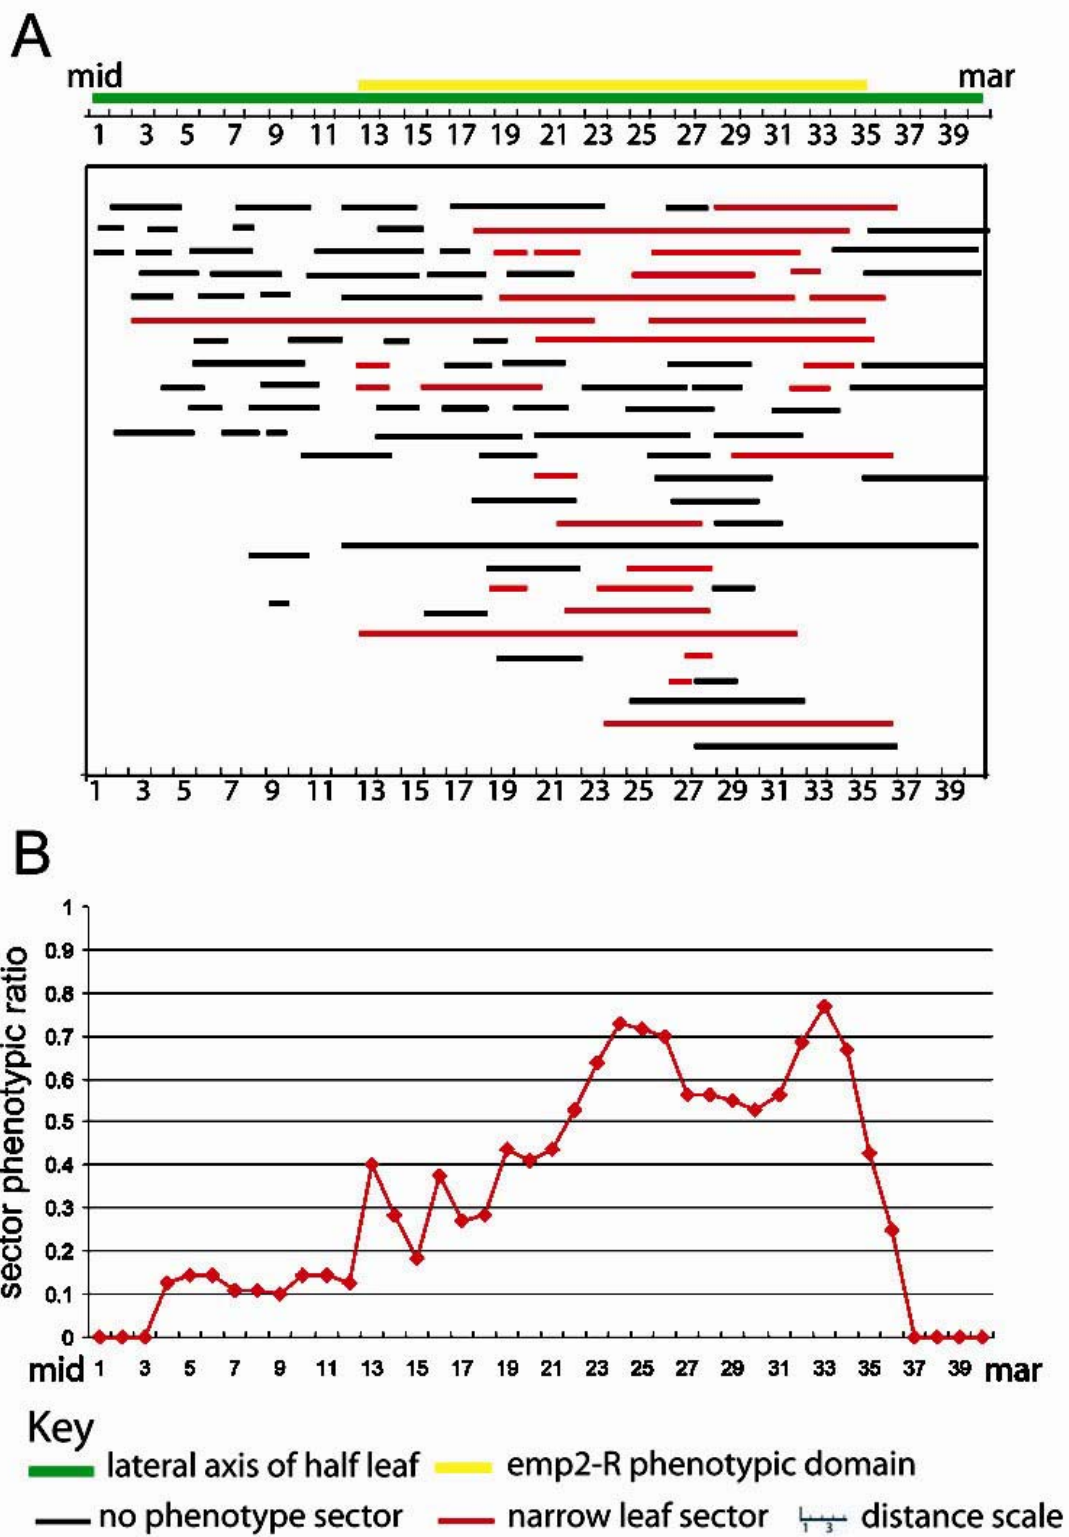 A
mid mar
1 3 5 7 9 11 13 15 17 19 21 23 25 27 29 31 33 35 37 39
1 3 5 7 9 11 13 15 17 19 21 23 25 27 29 31 33 35 37 39
B
sector phenotypic ratio
1
0.9
0.8
0.7
0.6
0.5
0.4
0.3
0.2
0.1
0
mid 1 3 5 7 9 11 13 15 17 19 21 23 25 27 29 31 33 35 37 39 mar
Key
lateral axis of half leaf emp2-R phenotypic domain
no phenotype sector narrow leaf sector 1 3 distance scale